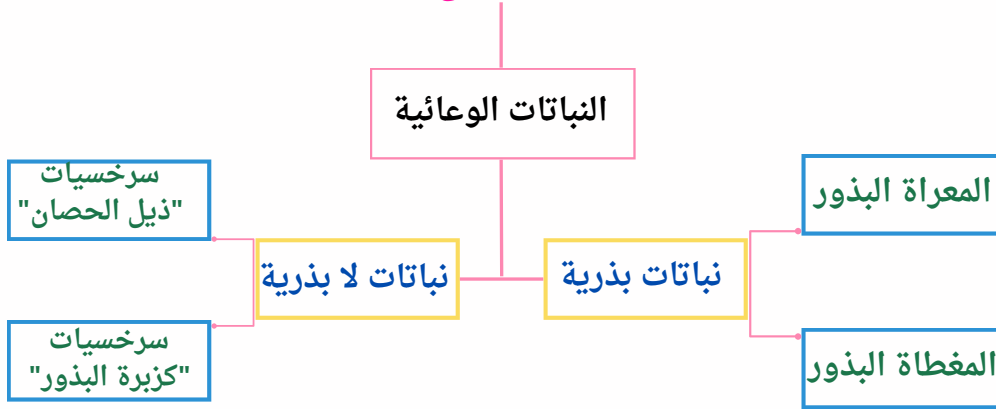 النباتات الوعائية
المعراة البذور
سرخسيات
"ذيل الحصان"
نباتات بذرية
نباتات لا بذرية
المغطاة البذور
سرخسيات
"كزبرة البذور"